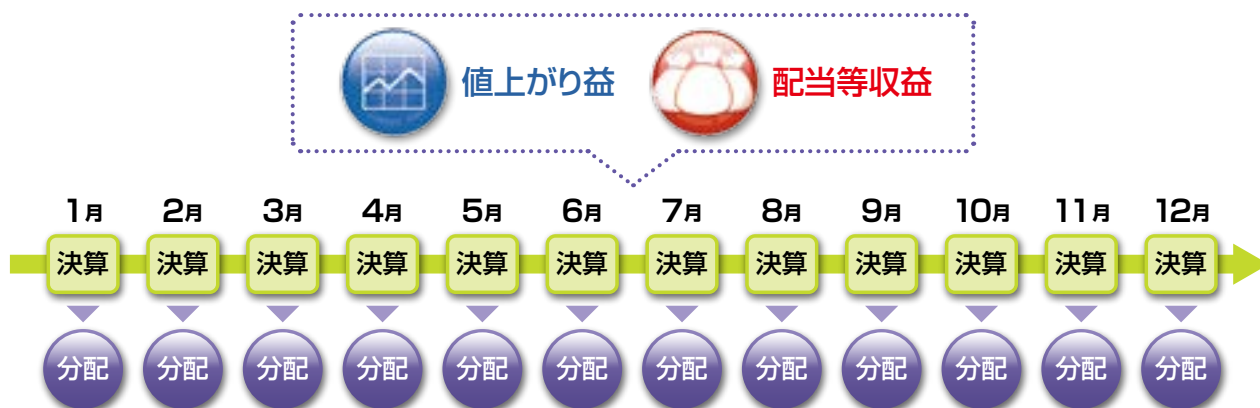 値上がり益 配当等収益
1月 2月 3月 4月 5月 6月 7月 8月 9月 10月 11月 12月
決算 決算 決算 決算 決算 決算 決算 決算 決算 決算 決算 決算
分配 分配 分配 分配 分配 分配 分配 分配 分配 分配 分配 分配